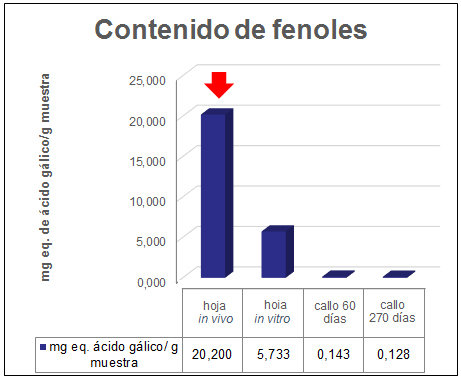 Contenido de fenoles
mg eq. de ácido gálico/g muestra
25,000
20,000
15,000
10,000
5,000
0,000
hoja
in vivo
hoia
in vitro
callo 60
días
callo
270 días
mg eq. ácido gálico/ g
muestra
20,200
5,733
0,143
0,128